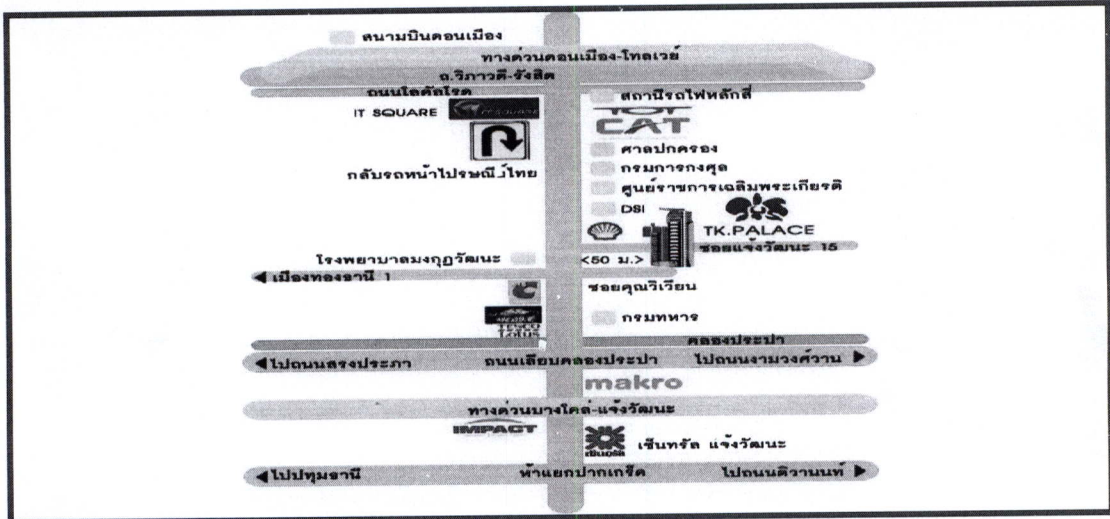 สนามบินดอนเมือง
ทางด่วนดอนเมือง-โทลเวย์
ถ.วิภาวดี-รังสิต
ถนนโลคัลโรด
IT SQUARE
IT SQUARE
สถานีรถไฟหลักสี่
TOT
CAT
ศาลปกครอง
กลับรถหน้าไปรษณีย์ไทย
กรมการกงศุล
ศูนย์ราชการเฉลิมพระเกียรติ
DSI
TK.PALACE
ซอยแจ้งวัฒนะ 15
โรงพยาบาลมงกุฎวัฒนะ
<50 ม.>
◀ เมืองทองธานี 1
ซอยคุณวิเวียน
กรมทหาร
TESCO
Lotus
คลองประปา
◀ไปถนนสรงประภา ถนนเลียบคลองประปา ไปถนนงามวงศ์วาน ▶
makro
ทางด่วนบางโคล่-แจ้งวัฒนะ
IMPACT
เซ็นทรัล แจ้งวัฒนะ
◀ไปปทุมธานี ห้าแยกปากเกร็ด ไปถนนติวานนท์ ▶